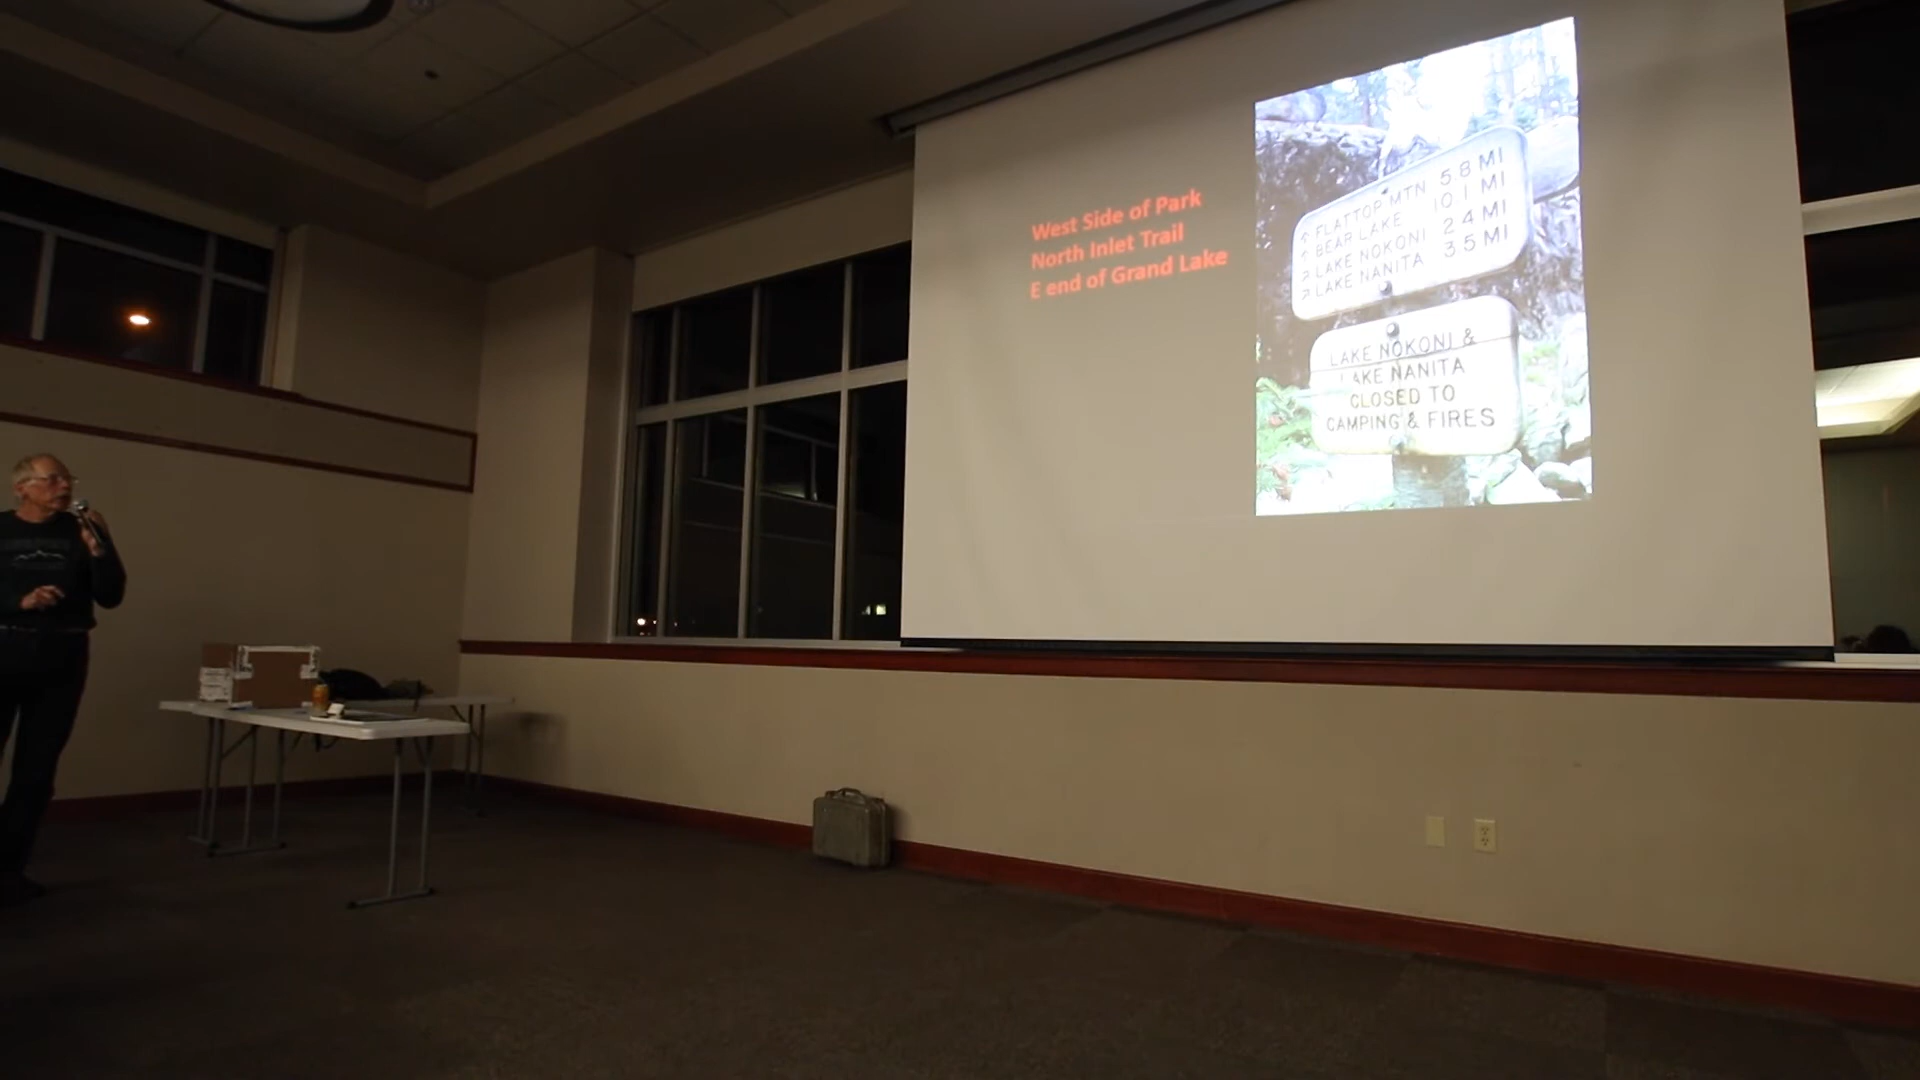 West Side of Park
North Inlet Trail
E end of Grand Lake
↑ FLATTOP MTN 5.8 MI
↑ BEAR LAKE 10.1 MI
↗ LAKE NOKONI 2.4 MI
↗ LAKE NANITA 3.5 MI
LAKE NOKONI &
LAKE NANITA
CLOSED TO
CAMPING & FIRES